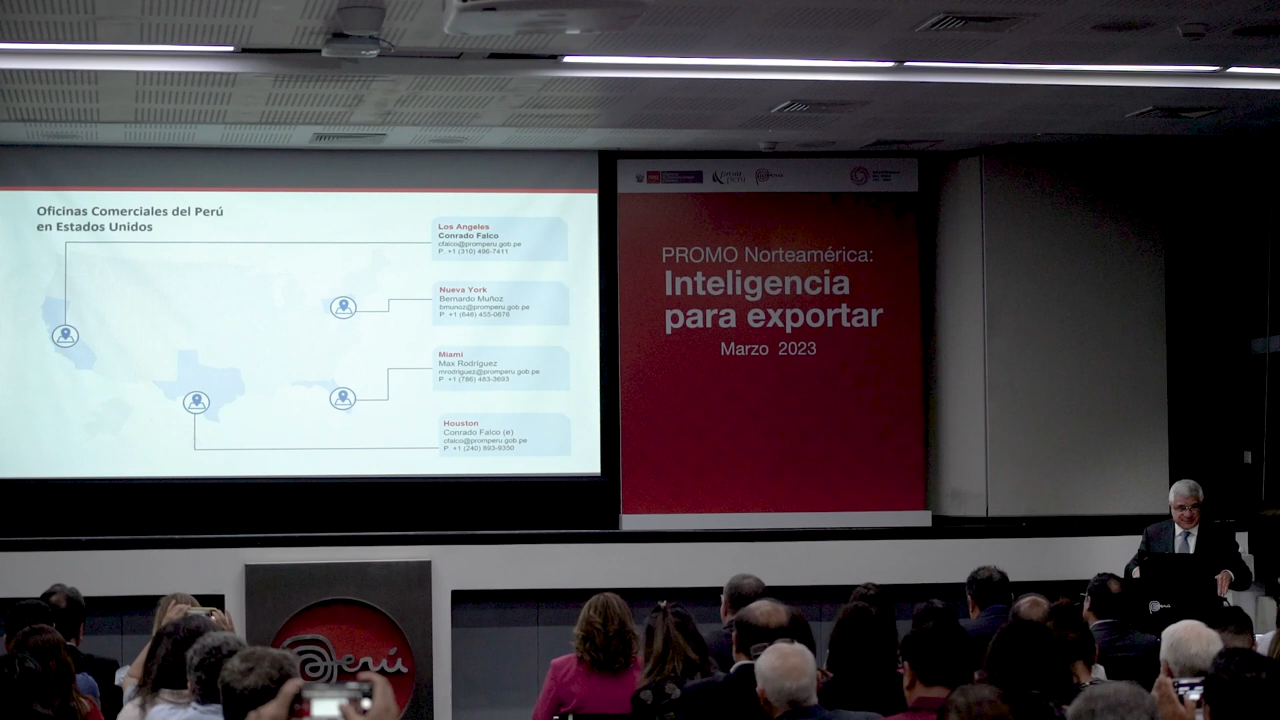 Oficinas Comerciales del Perú
en Estados Unidos
Los Angeles
Conrado Falco
cfalco@promperu.gob.pe
P. +1 (310) 496-7411
Nueva York
Bernardo Muñoz
bmunoz@promperu.gob.pe
P. +1 (646) 455-0678
Miami
Max Rodríguez
mrodriguez@promperu.gob.pe
P. +1 (786) 483-3693
Houston
Conrado Falco (e)
cfalco@promperu.gob.pe
P. +1 (240) 893-9350
PROMO Norteamérica:
Inteligencia
para exportar
Marzo 2023
Perú